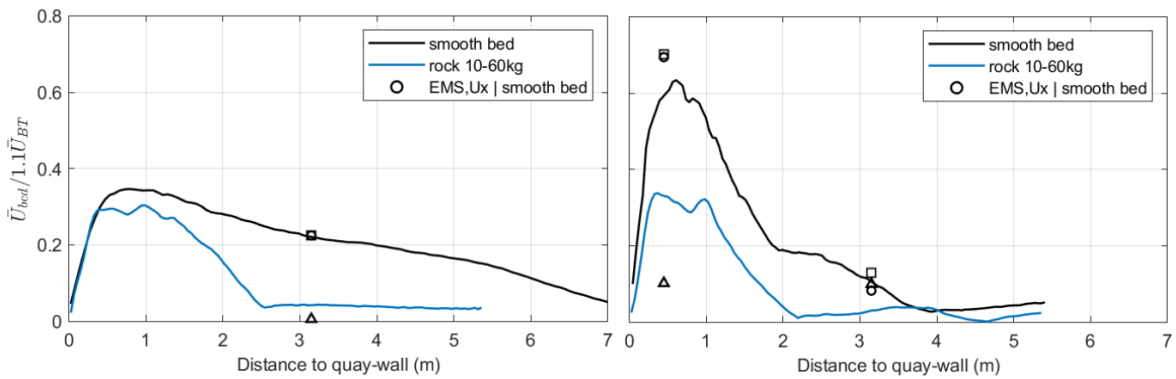 0.8
0.6
0.4
0.2
0
Ū_bed/1.1Ū_BT
smooth bed
rock 10-60kg
EMS,Ux | smooth bed
0 1 2 3 4 5 6 7
Distance to quay-wall (m)
smooth bed
rock 10-60kg
EMS,Ux | smooth bed
0 1 2 3 4 5 6 7
Distance to quay-wall (m)